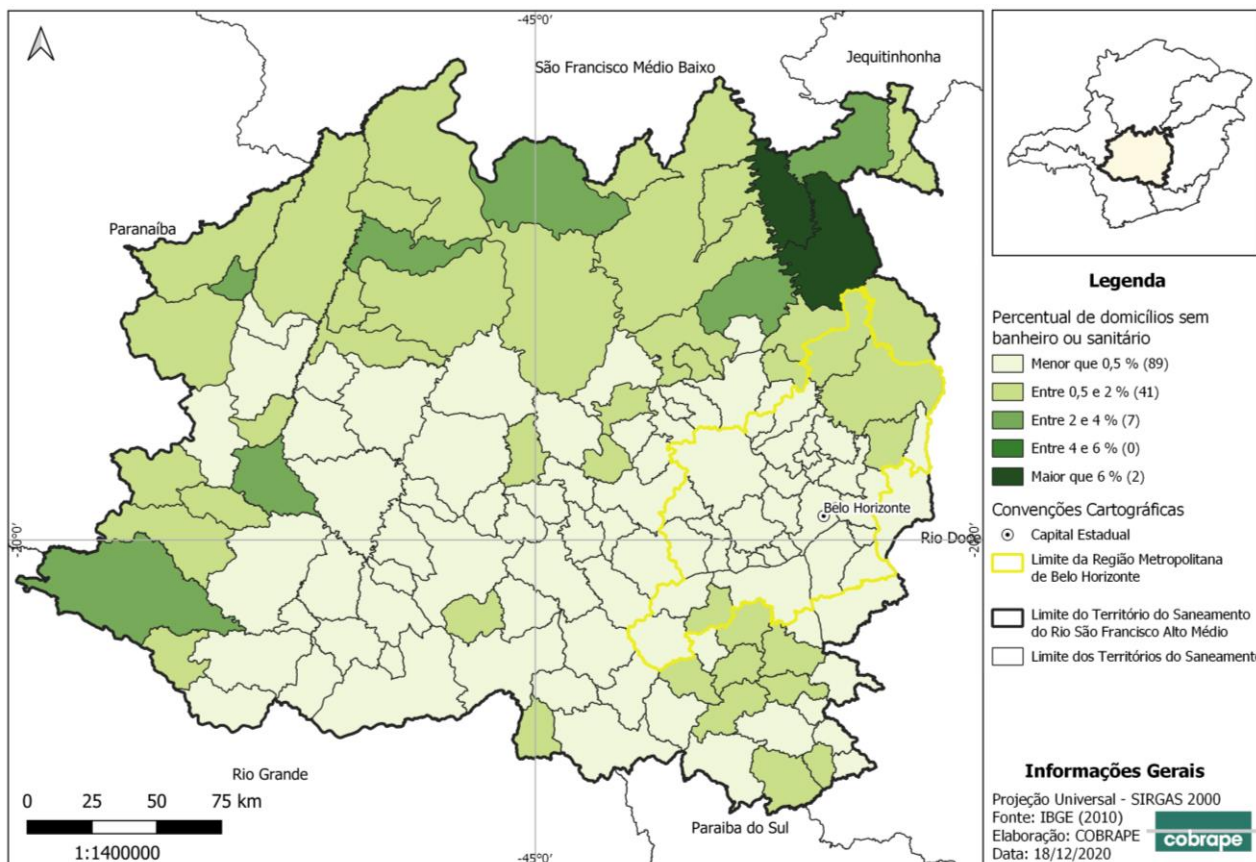 -45°0'
São Francisco Médio Baixo
Jequitinhonha
Paranaíba
Belo Horizonte
-20°0'
Rio Doce
Rio Grande
0 25 50 75 km
1:1400000
Paraiba do Sul
-45°0'
Legenda
Percentual de domicílios sem
banheiro ou sanitário
Menor que 0,5 % (89)
Entre 0,5 e 2 % (41)
Entre 2 e 4 % (7)
Entre 4 e 6 % (0)
Maior que 6 % (2)
Convenções Cartográficas
Capital Estadual
Limite da Região Metropolitana
de Belo Horizonte
Limite do Território do Saneamento
do Rio São Francisco Alto Médio
Limite dos Territórios do Saneamento
Informações Gerais
Projeção Universal - SIRGAS 2000
Fonte: IBGE (2010)
Elaboração: COBRAPE
Data: 18/12/2020
cobrape